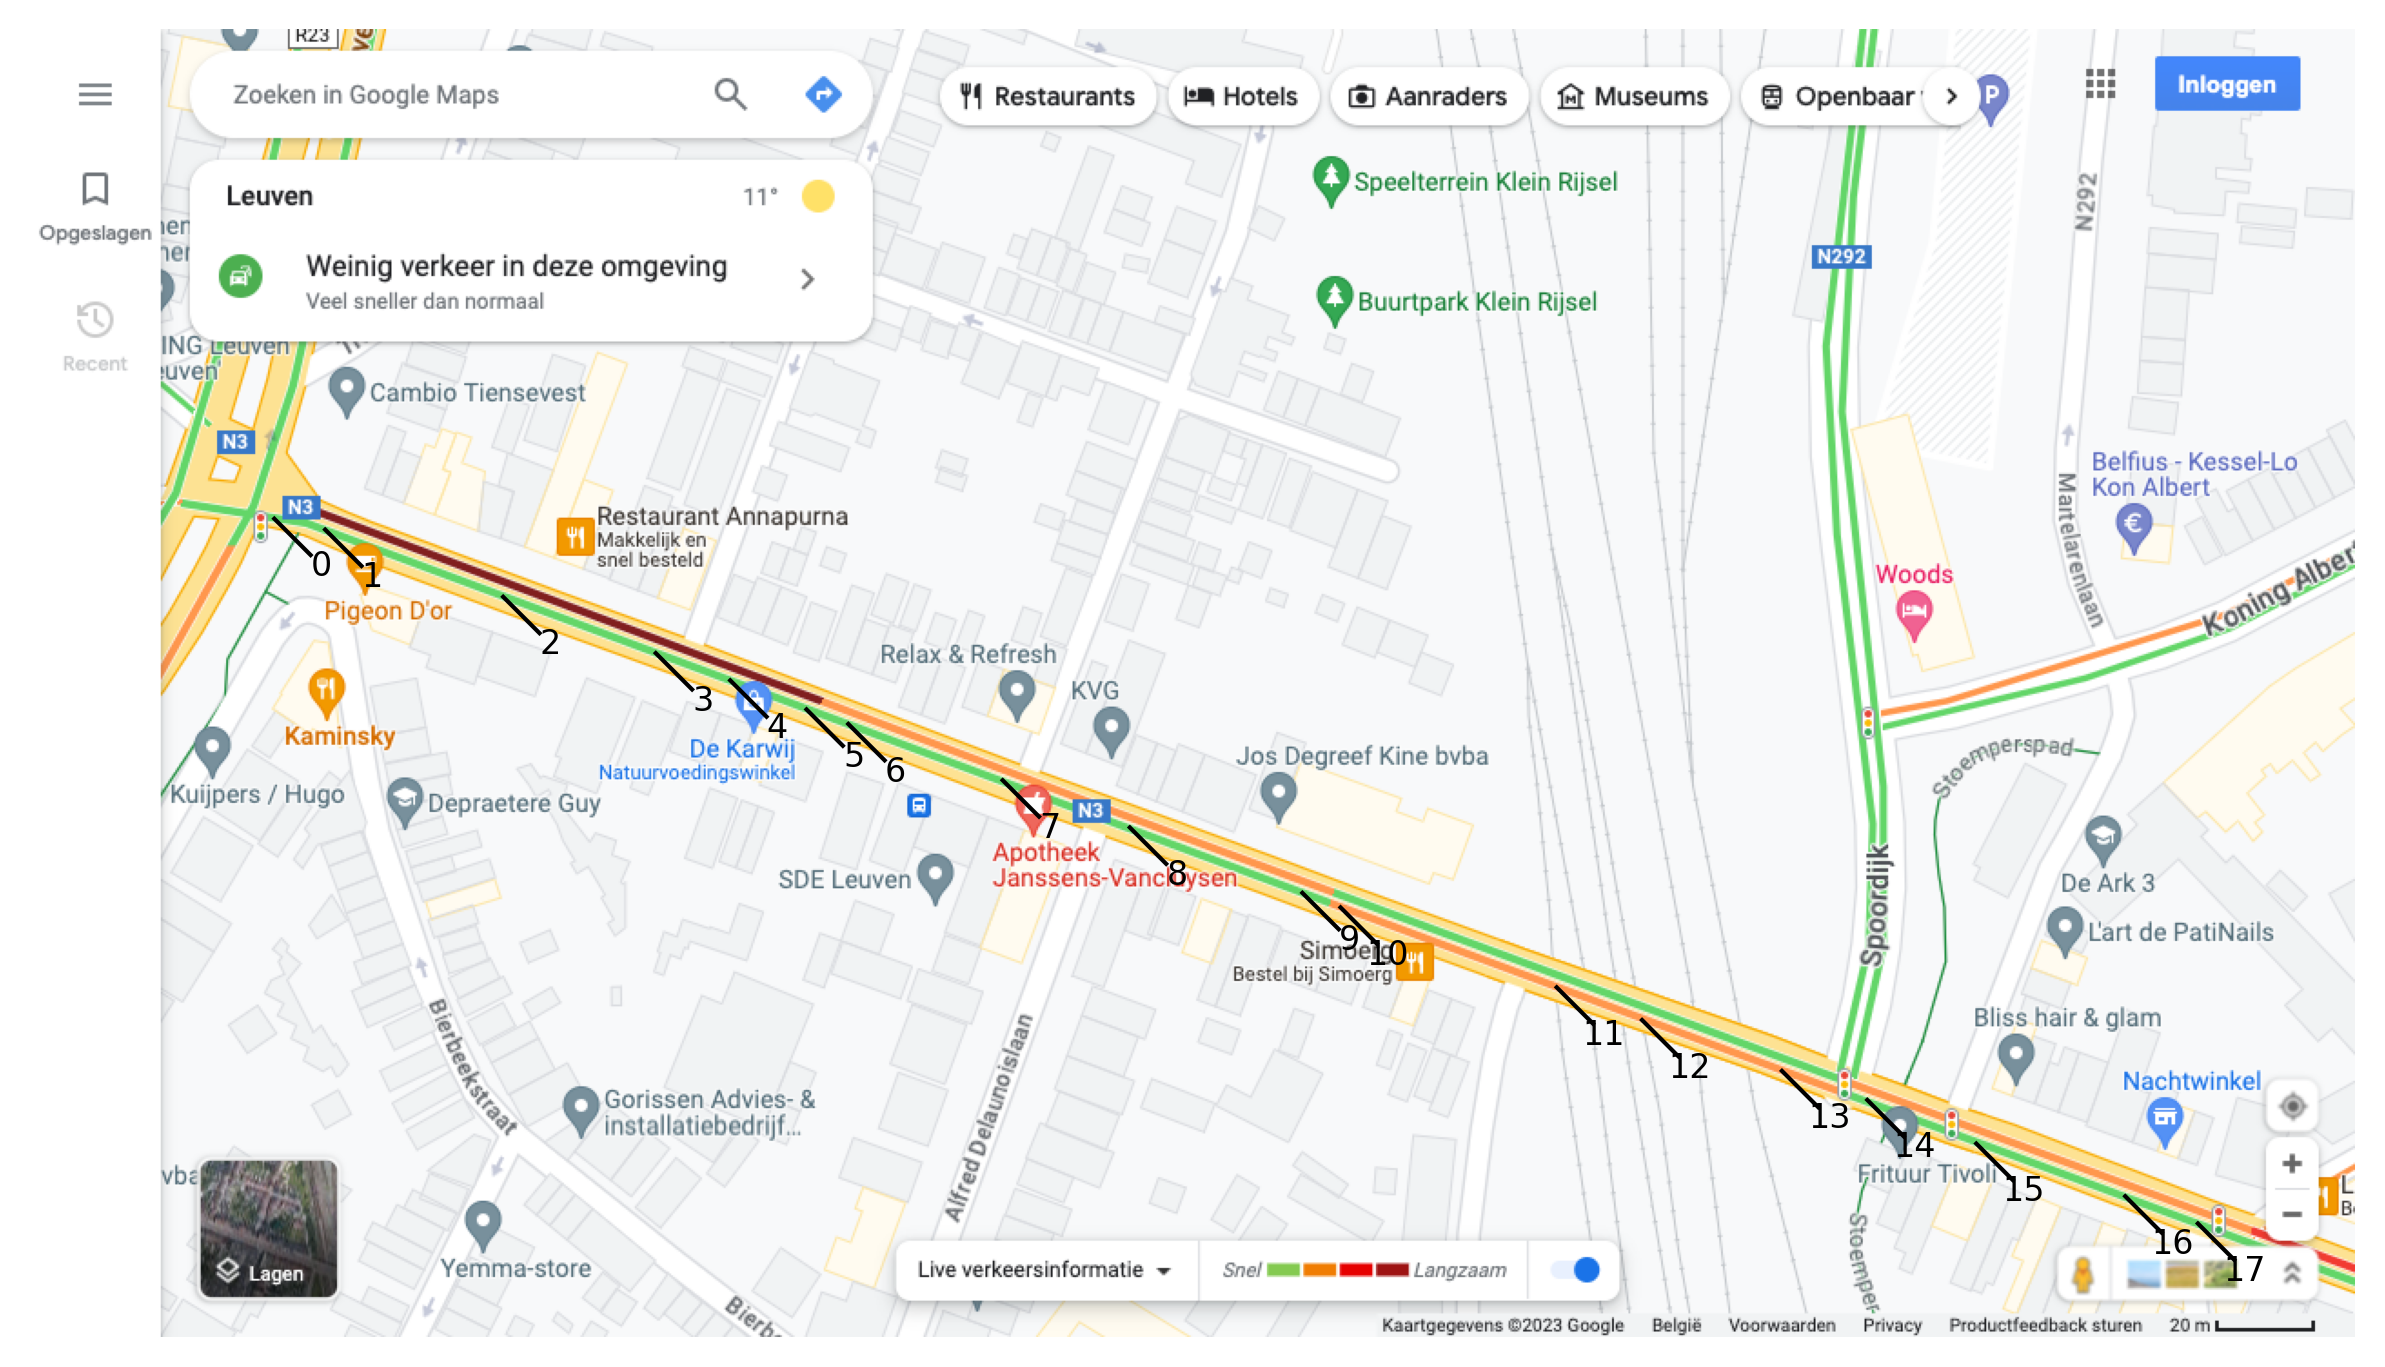 R23
Zoeken in Google Maps
Restaurants
Hotels
Aanraders
Museums
Openbaar
P
Inloggen
Opgeslagen
Recent
Leuven
11°
Weinig verkeer in deze omgeving
Veel sneller dan normaal
N292
N292
Speelterrein Klein Rijsel
Buurtpark Klein Rijsel
ING Leuven
Cambio Tiensevest
N3
N3
Restaurant Annapurna
Makkelijk en
snel besteld
Pigeon D'or
Kaminsky
Kuijpers / Hugo
Depraetere Guy
Relax & Refresh
KVG
De Karwij
Natuurvoedingswinkel
Jos Degreef Kine bvba
N3
Apotheek
Janssens-Vancluysen
SDE Leuven
Simoerg
Bestel bij Simoerg
Belfius - Kessel-Lo
Kon Albert
Martelarenlaan
Woods
Koning Albert
Stoemperspad
De Ark 3
L'art de PatiNails
Spoordijk
Bliss hair & glam
Nachtwinkel
Frituur Tivoli
Bierbeekstraat
Alfred Delaunoislaan
Gorissen Advies- &
installatiebedrijf...
Yemma-store
Lagen
0
1
2
3
4
5
6
7
8
9
10
11
12
13
14
15
16
17
Live verkeersinformatie
Snel
Langzaam
Kaartgegevens ©2023 Google
België
Voorwaarden
Privacy
Productfeedback sturen
20 m